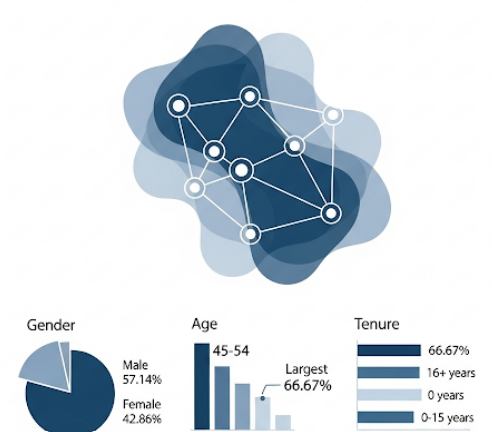 Gender
Male
57.14%
Female
42.86%
Age
45-54
Largest
66.67%
Tenure
66.67%
16+ years
0 years
0-15 years